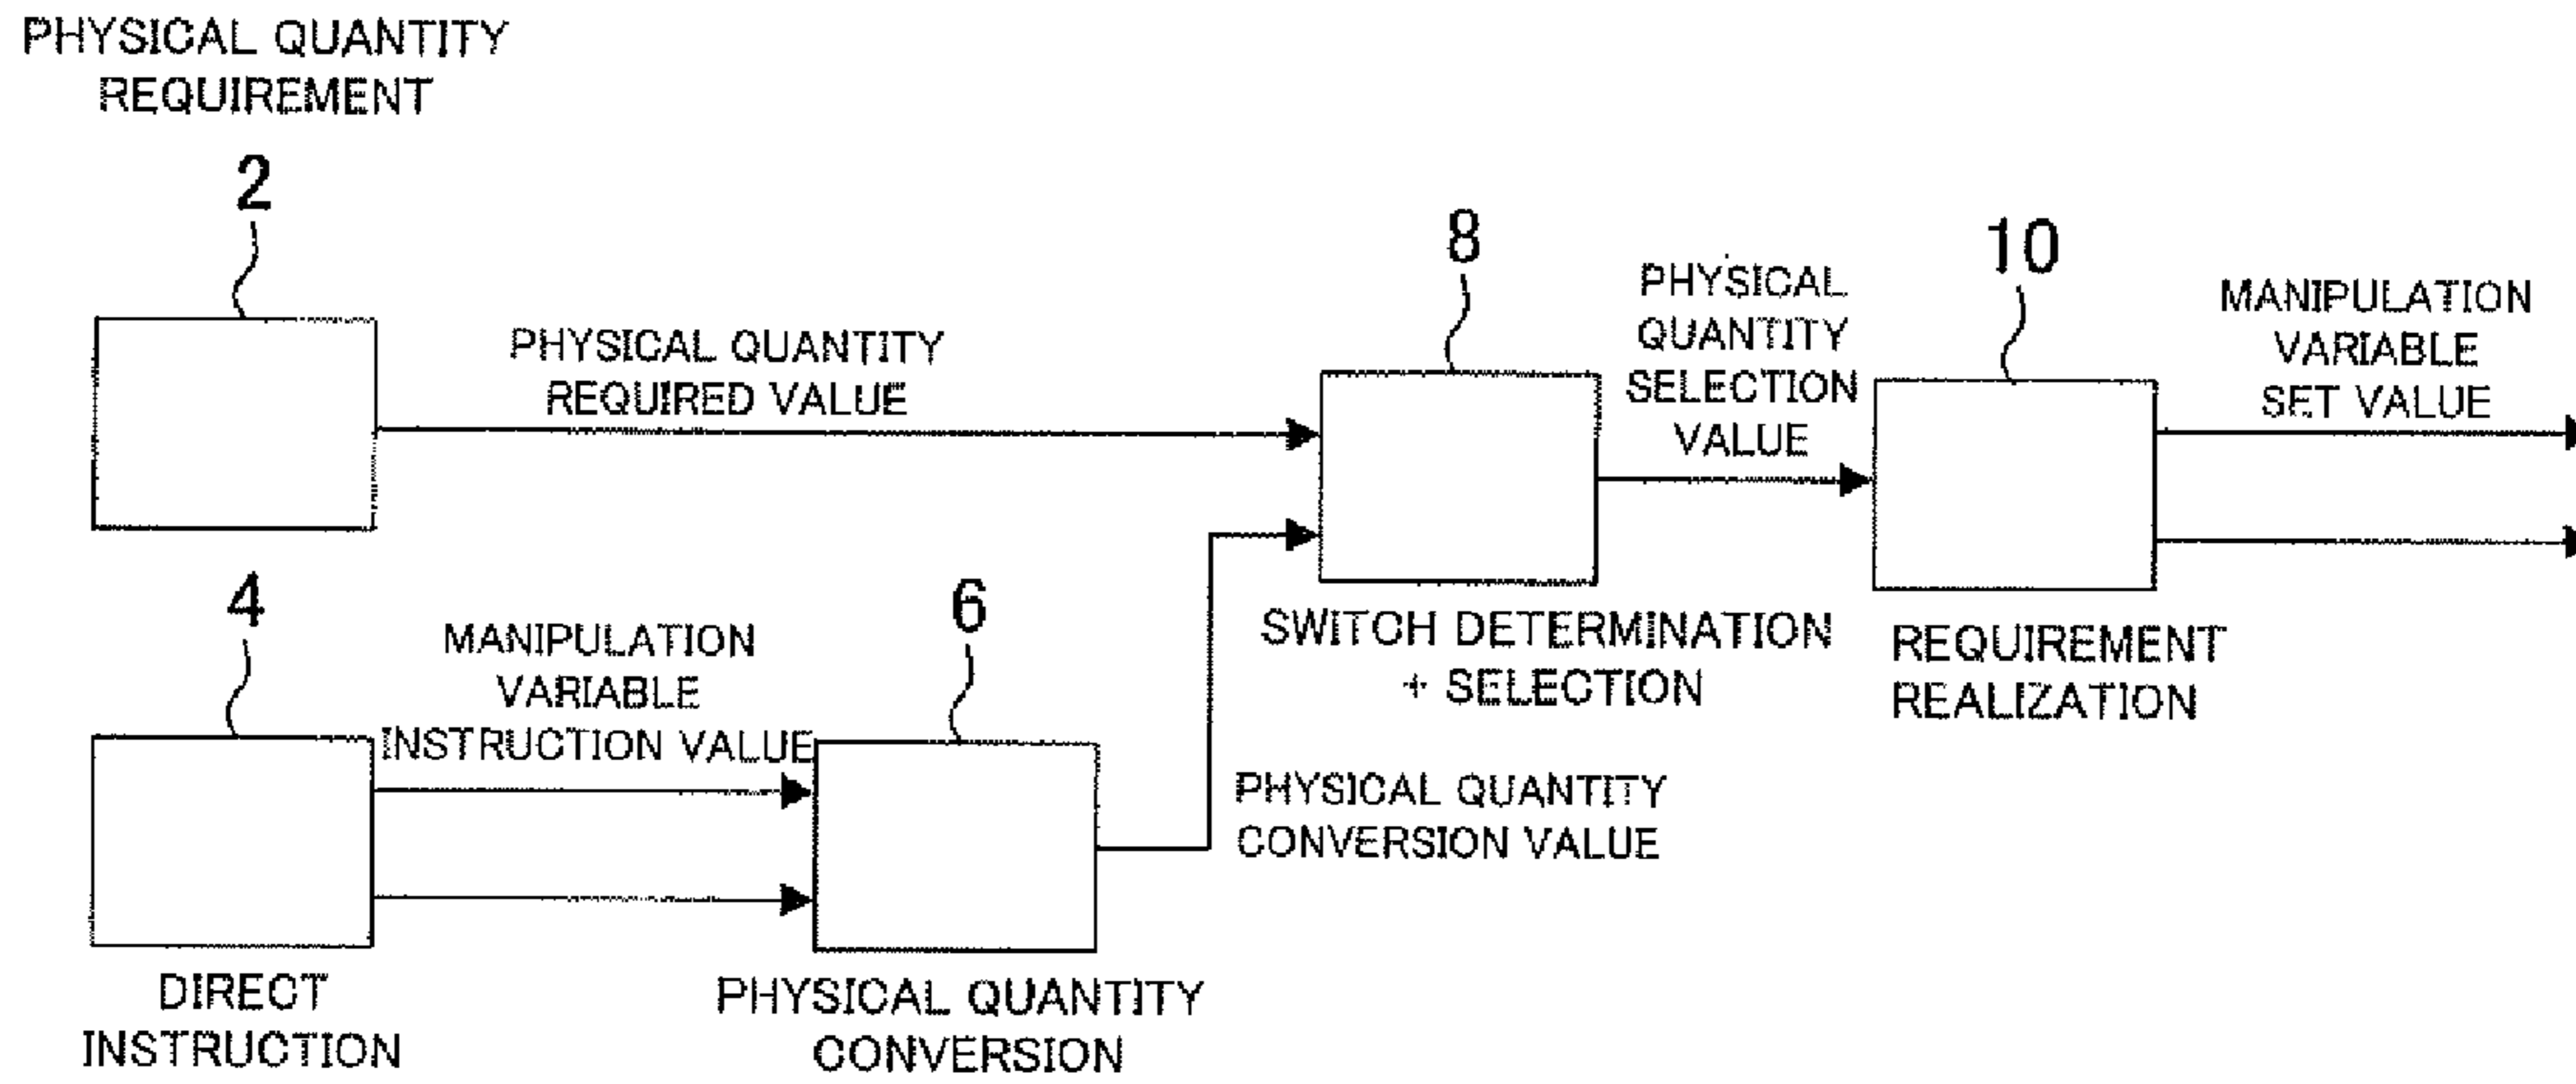 PHYSICAL QUANTITY
REQUIREMENT
2
PHYSICAL QUANTITY
REQUIRED VALUE
8
PHYSICAL
QUANTITY
SELECTION
VALUE
10
MANIPULATION
VARIABLE
SET VALUE
4
MANIPULATION
VARIABLE
INSTRUCTION VALUE
6
SWITCH DETERMINATION
+ SELECTION
REQUIREMENT
REALIZATION
PHYSICAL QUANTITY
CONVERSION VALUE
DIRECT
INSTRUCTION
PHYSICAL QUANTITY
CONVERSION